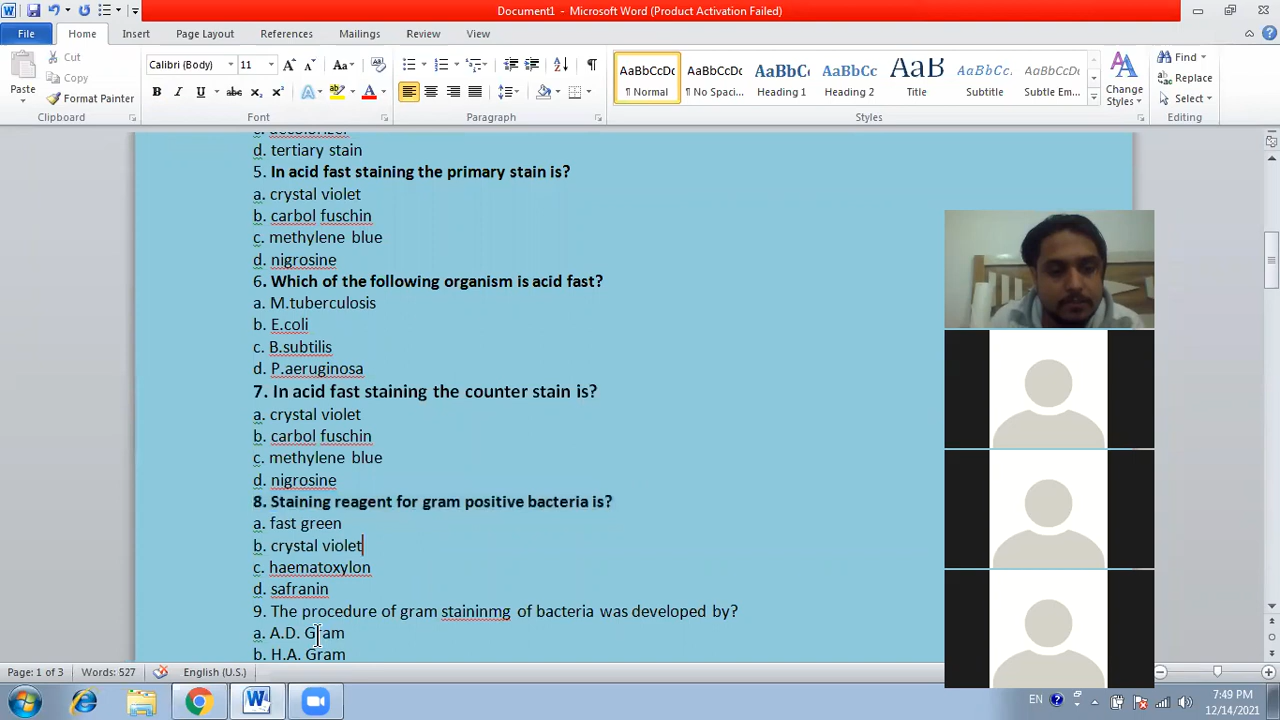 Document1 - Microsoft Word (Product Activation Failed)
File Home Insert Page Layout References Mailings Review View
Cut
Copy
Format Painter
Paste
Clipboard
Calibri (Body) 11
Font
Paragraph
AaBbCcDc AaBbCcDc AaBbC AaBbCc AaB AaBbCcL AaBbCcDc
¶ Normal ¶ No Spaci... Heading 1 Heading 2 Title Subtitle Subtle Em...
Change
Styles
Styles
Find
Replace
Select
Editing
c. decolorizer
d. tertiary stain
5. In acid fast staining the primary stain is?
a. crystal violet
b. carbol fuschin
c. methylene blue
d. nigrosine
6. Which of the following organism is acid fast?
a. M.tuberculosis
b. E.coli
c. B.subtilis
d. P.aeruginosa
7. In acid fast staining the counter stain is?
a. crystal violet
b. carbol fuschin
c. methylene blue
d. nigrosine
8. Staining reagent for gram positive bacteria is?
a. fast green
b. crystal violet
c. haematoxylon
d. safranin
9. The procedure of gram staininmg of bacteria was developed by?
a. A.D. Gram
b. H.A. Gram
Page: 1 of 3 Words: 527 English (U.S.)
EN
7:49 PM
12/14/2021